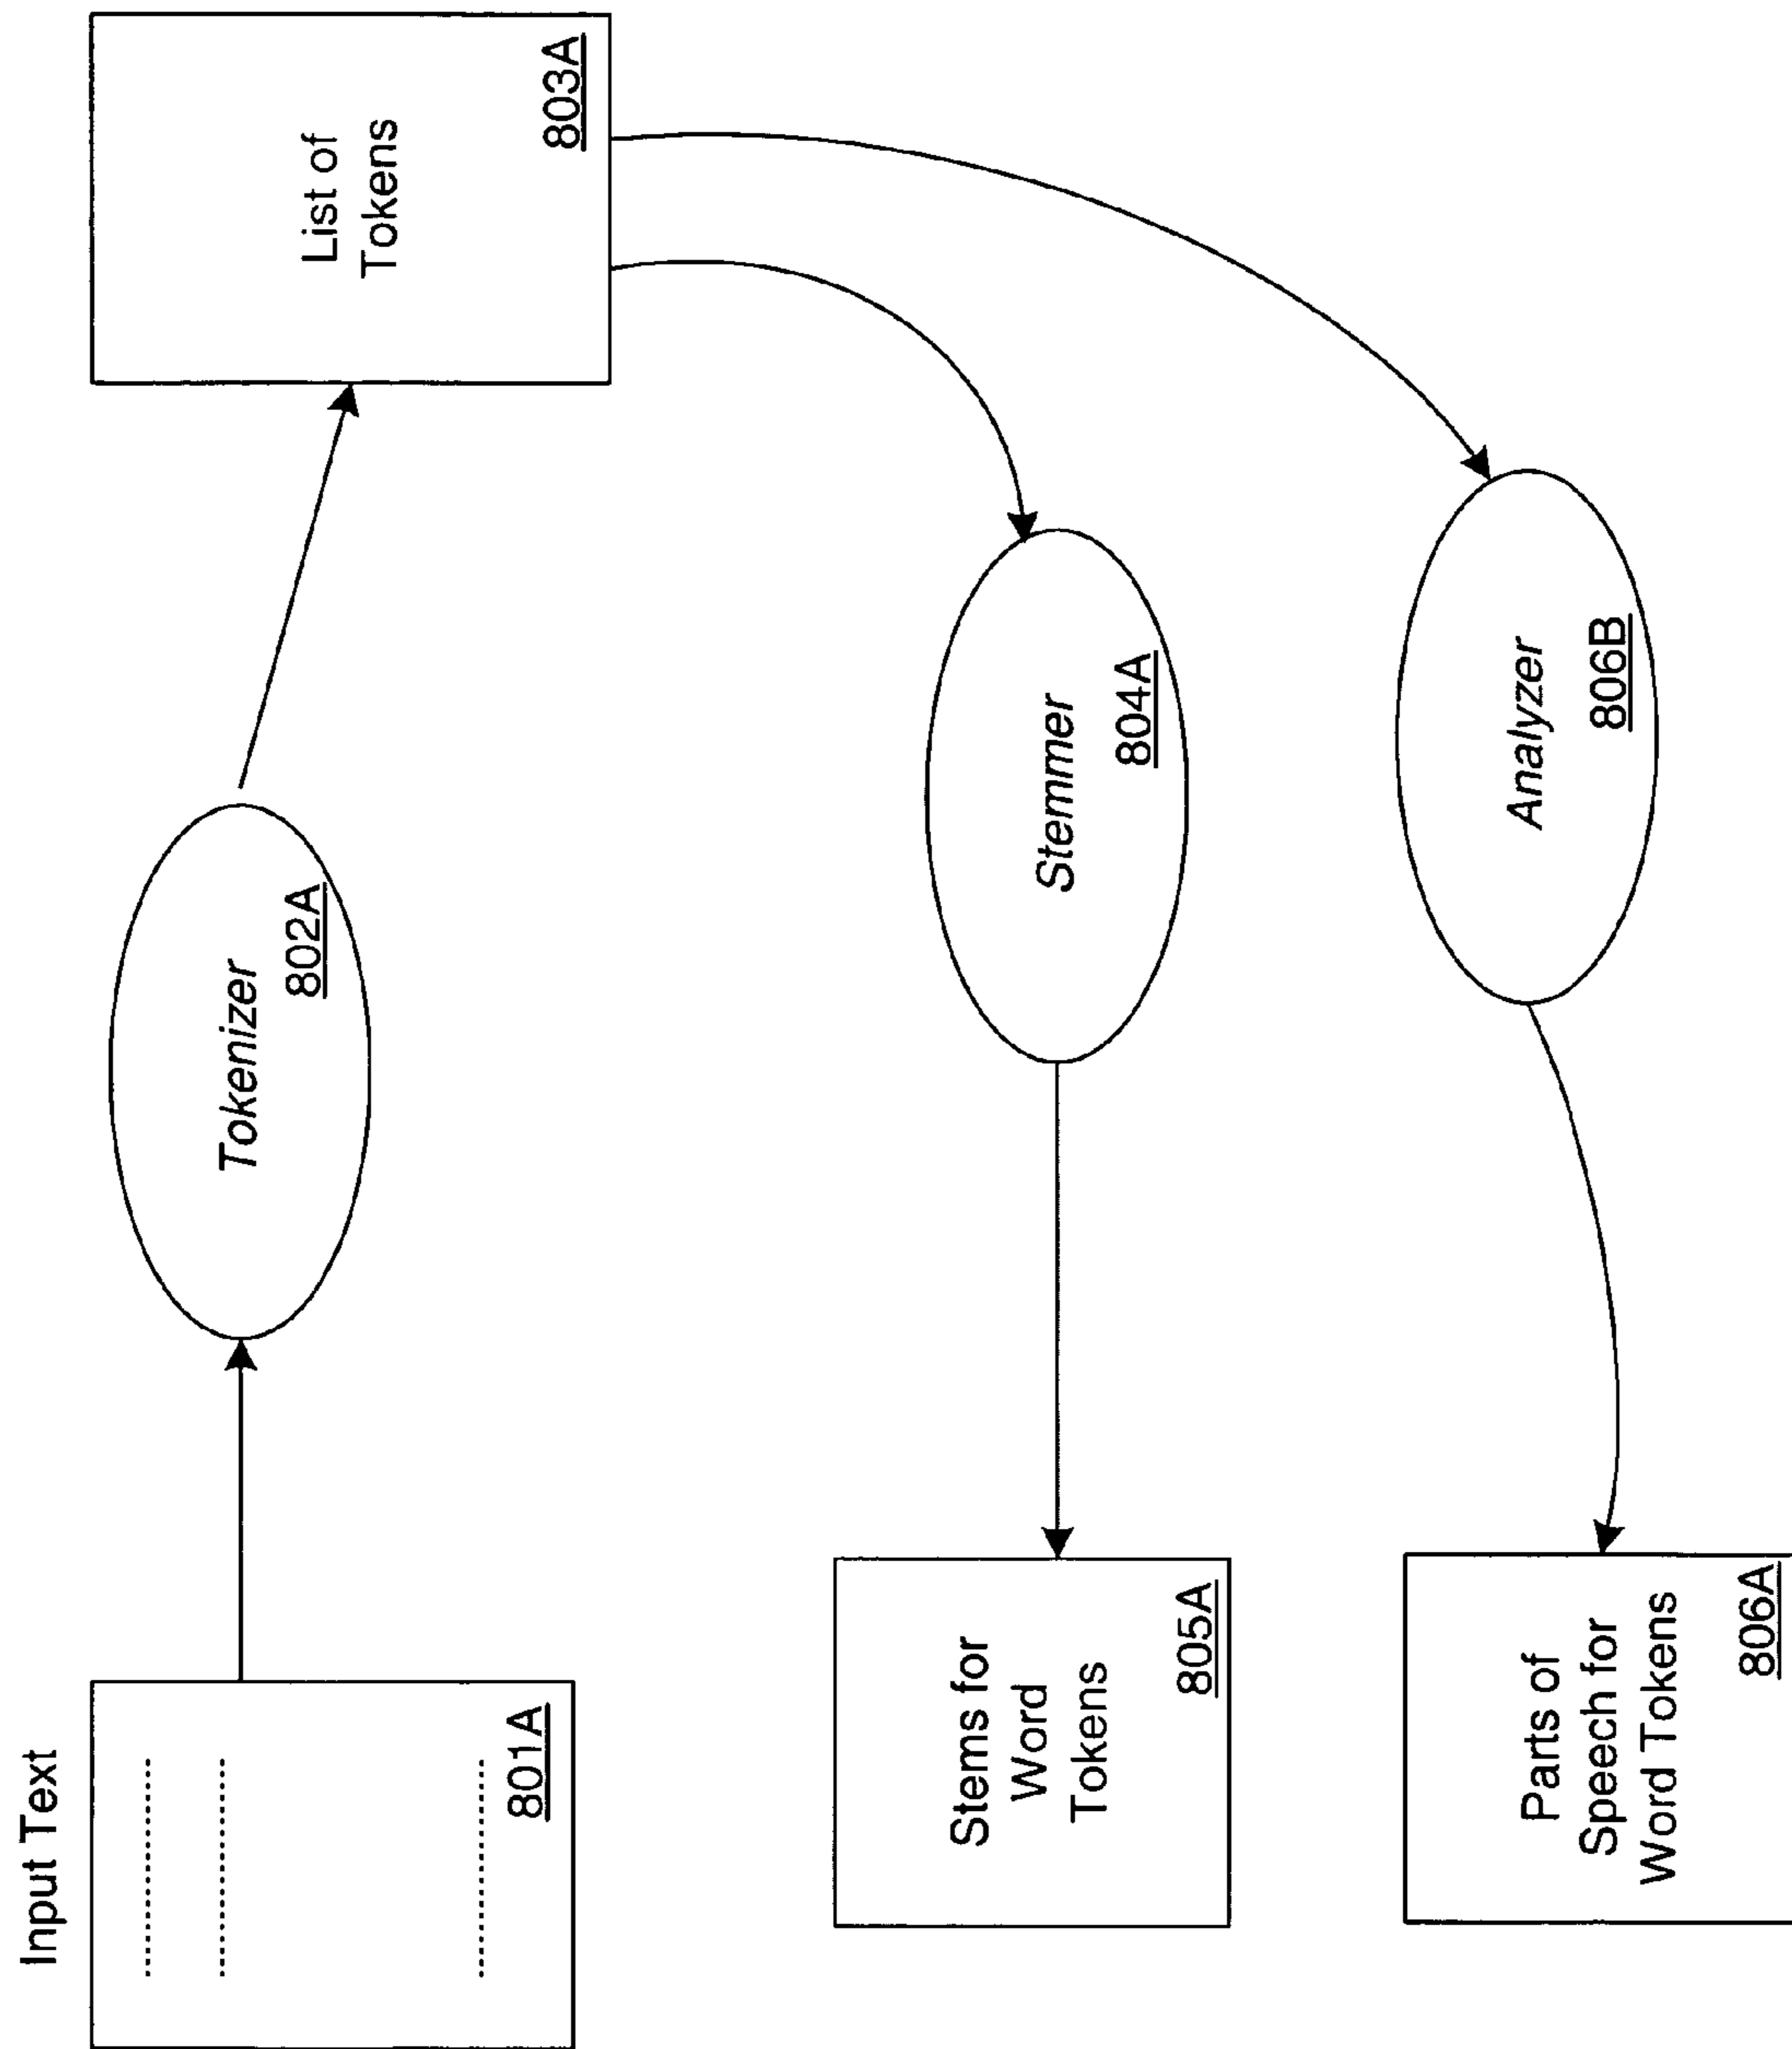 Input Text
801A
Tokenizer
802A
List of
Tokens
803A
Stems for
Word
Tokens
805A
Stemmer
804A
Parts of
Speech for
Word Tokens
806A
Analyzer
806B